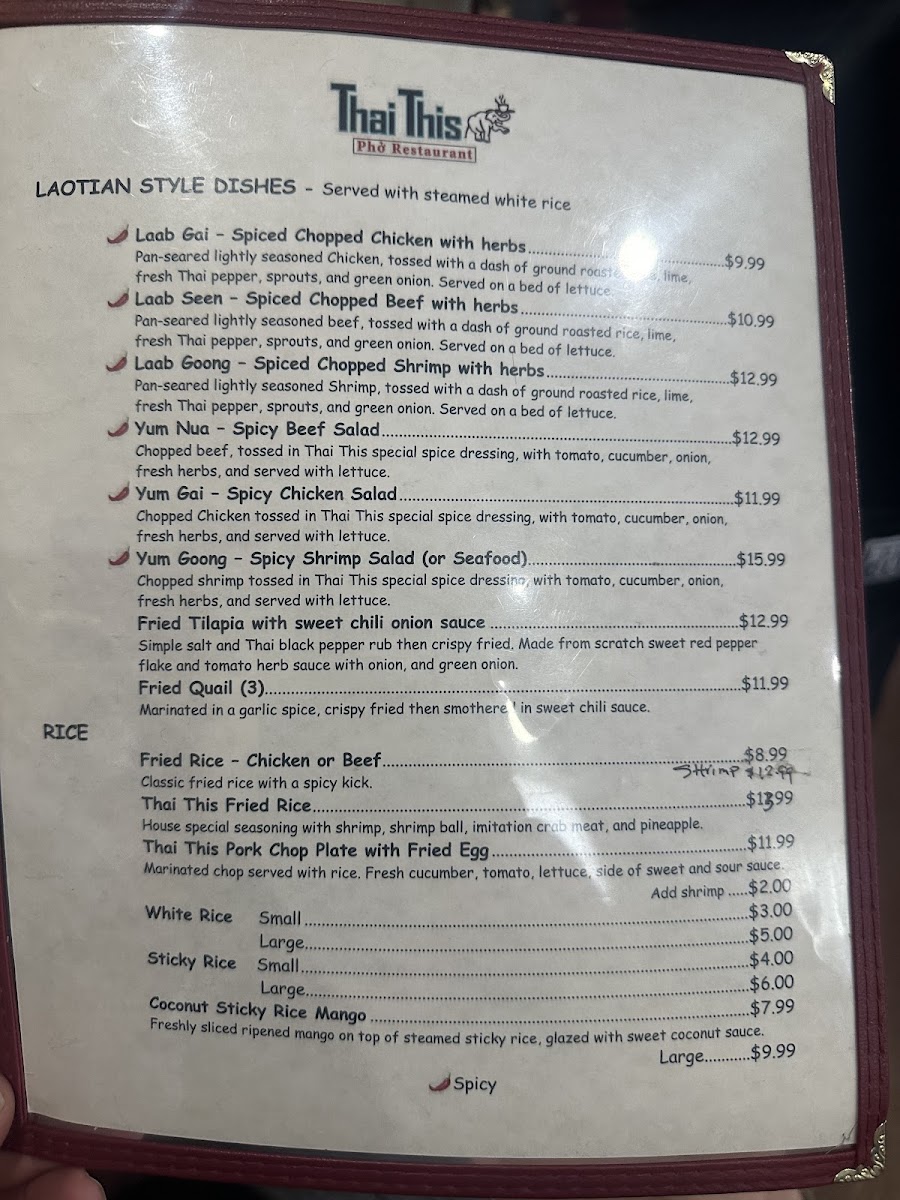 Thai This
Phở Restaurant
LAOTIAN STYLE DISHES - Served with steamed white rice
Laab Gai - Spiced Chopped Chicken with herbs..........$9.99
Pan-seared lightly seasoned Chicken, tossed with a dash of ground lime,
fresh Thai pepper, sprouts, and green onion. Served on a bed of lettuce.
Laab Seen - Spiced Chopped Beef with herbs..........$10.99
Pan-seared lightly seasoned beef, tossed with a dash of ground roasted rice, lime,
fresh Thai pepper, sprouts, and green onion. Served on a bed of lettuce.
Laab Goong - Spiced Chopped Shrimp with herbs..........$12.99
Pan-seared lightly seasoned Shrimp, tossed with a dash of ground roasted rice, lime,
fresh Thai pepper, sprouts, and green onion. Served on a bed of lettuce.
Yum Nua - Spicy Beef Salad..........$12.99
Chopped beef, tossed in Thai This special spice dressing, with tomato, cucumber, onion,
fresh herbs, and served with lettuce.
Yum Gai - Spicy Chicken Salad..........$11.99
Chopped Chicken tossed in Thai This special spice dressing, with tomato, cucumber, onion,
fresh herbs, and served with lettuce.
Yum Goong - Spicy Shrimp Salad (or Seafood)..........$15.99
Chopped shrimp tossed in Thai This special spice dressing, with tomato, cucumber, onion,
fresh herbs, and served with lettuce.
Fried Tilapia with sweet chili onion sauce ..........$12.99
Simple salt and Thai black pepper rub then crispy fried. Made from scratch sweet red pepper
flake and tomato herb sauce with onion, and green onion.
Fried Quail (3)..........$11.99
Marinated in a garlic spice, crispy fried then smothered in sweet chili sauce.
RICE
Fried Rice - Chicken or Beef..........$8.99
Shrimp $12.99
Classic fried rice with a spicy kick.
Thai This Fried Rice..........$13.99
House special seasoning with shrimp, shrimp ball, imitation crab meat, and pineapple.
Thai This Pork Chop Plate with Fried Egg..........$11.99
Marinated chop served with rice. Fresh cucumber, tomato, lettuce, side of sweet and sour sauce.
Add shrimp .....$2.00
White Rice Small..........$3.00
Large..........$5.00
Sticky Rice Small..........$4.00
Large..........$6.00
Coconut Sticky Rice Mango ..........$7.99
Freshly sliced ripened mango on top of steamed sticky rice, glazed with sweet coconut sauce.
Large..........$9.99
Spicy